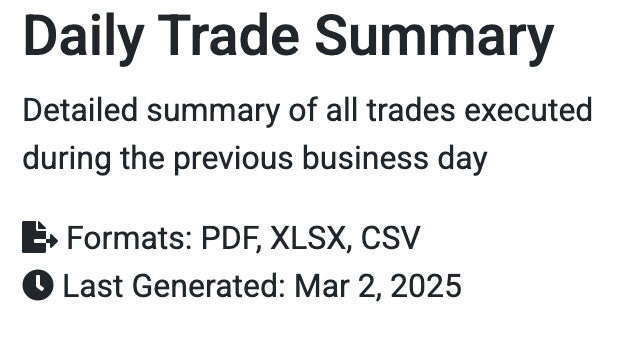 Daily Trade Summary
Detailed summary of all trades executed
during the previous business day
Formats: PDF, XLSX, CSV
Last Generated: Mar 2, 2025